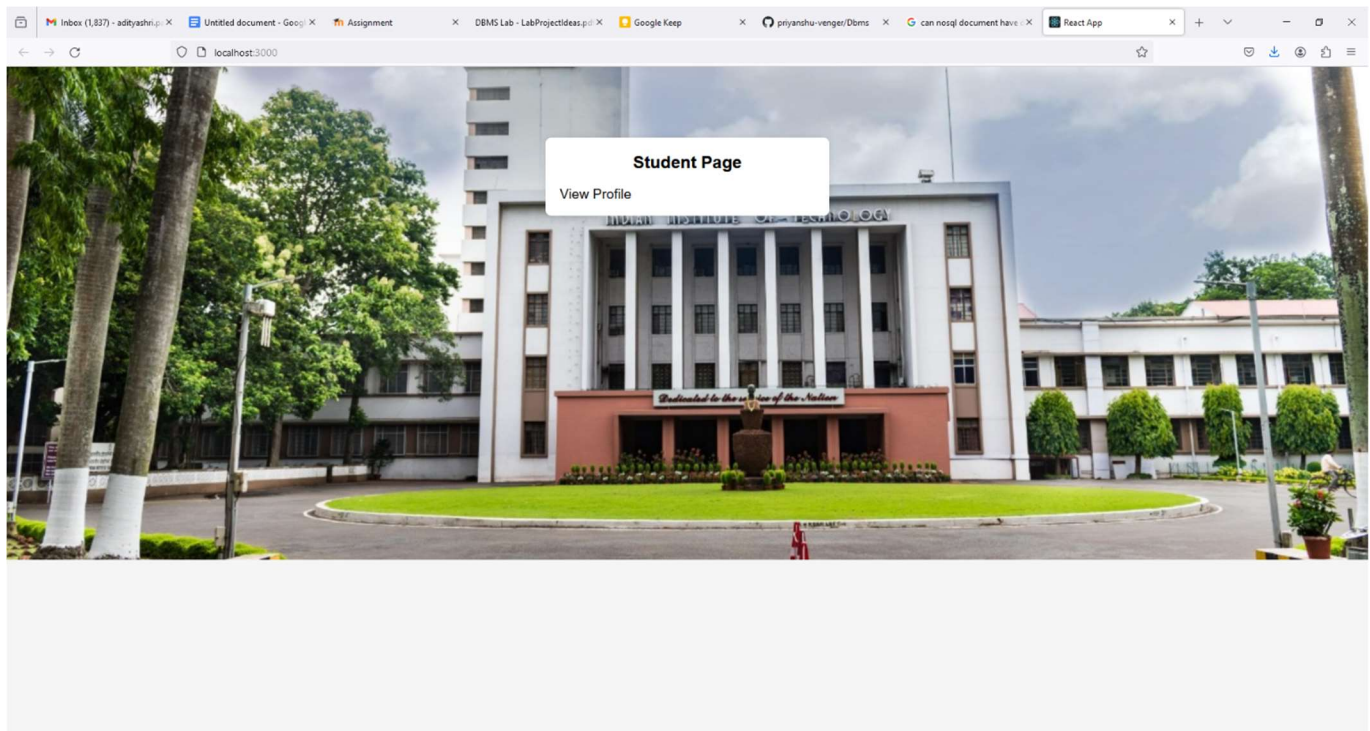 Inbox (1,837) - adityashri.p
Untitled document - Googl
Assignment
DBMS Lab - LabProjectIdeas.pd
Google Keep
priyanshu-venger/Dbms
can nosql document have
React App
localhost:3000
Student Page
View Profile
INDIAN INSTITUTE OF TECHNOLOGY
Dedicated to the service of the Nation